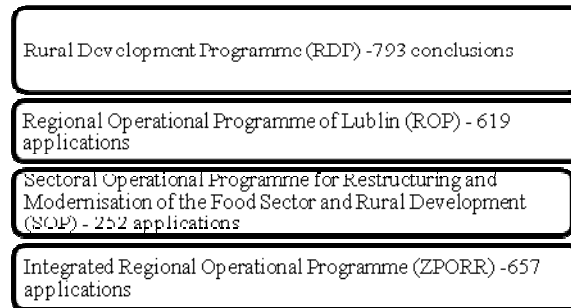 Rural Development Programme (RDP) -793 conclusions
Regional Operational Programme of Lublin (ROP) - 619
applications
Sectoral Operational Programme for Restructuring and
Modernisation of the Food Sector and Rural Development
(SOP) - 252 applications
Integrated Regional Operational Programme (ZPORR) -657
applications